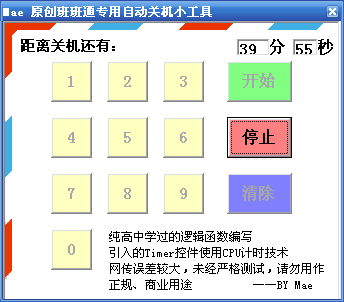 Mae 原创班班通专用自动关机小工具
距离关机还有： 39 分 55 秒
1 2 3 开始
4 5 6 停止
7 8 9 清除
0
纯高中学过的逻辑函数编写
引入的Timer控件使用CPU计时技术
网传误差较大，未经严格测试，请勿用作
正规、商业用途 ——BY Mae